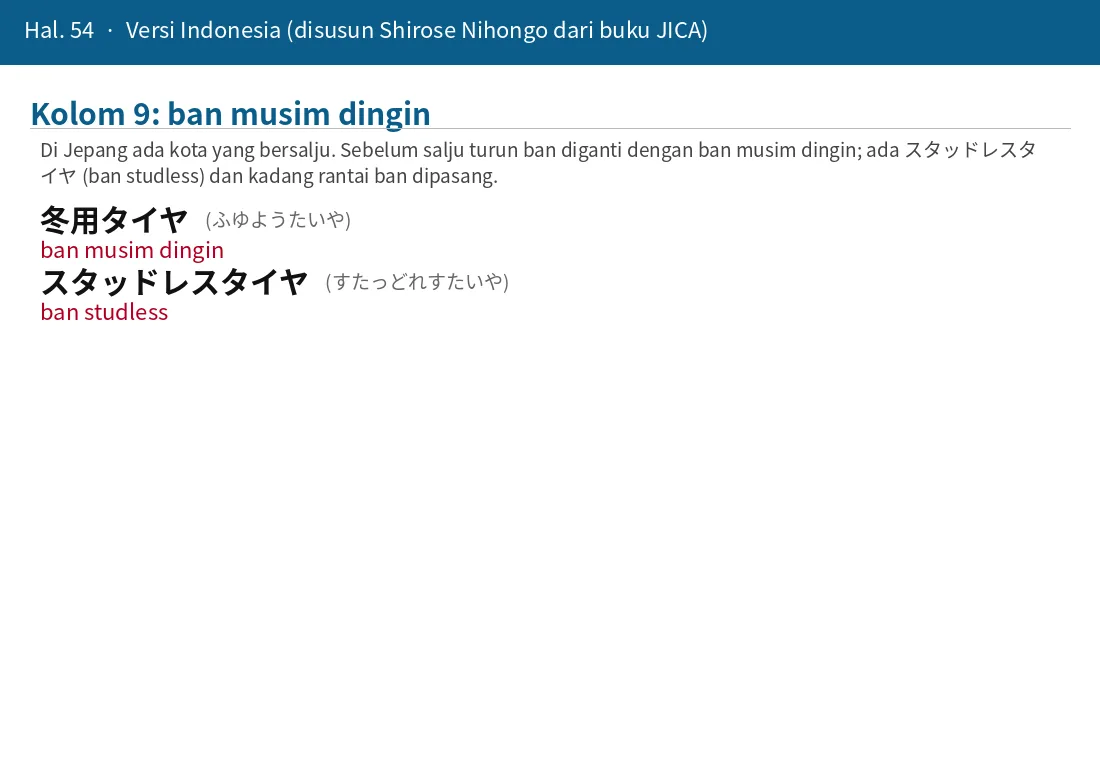 Hal. 54 · Versi Indonesia (disusun Shirose Nihongo dari buku JICA)
Kolom 9: ban musim dingin
Di Jepang ada kota yang bersalju. Sebelum salju turun ban diganti dengan ban musim dingin; ada スタッドレスタ
イヤ (ban studless) dan kadang rantai ban dipasang.
冬用タイヤ (ふゆようたいや)
ban musim dingin
スタッドレスタイヤ (すたっどれすたいや)
ban studless